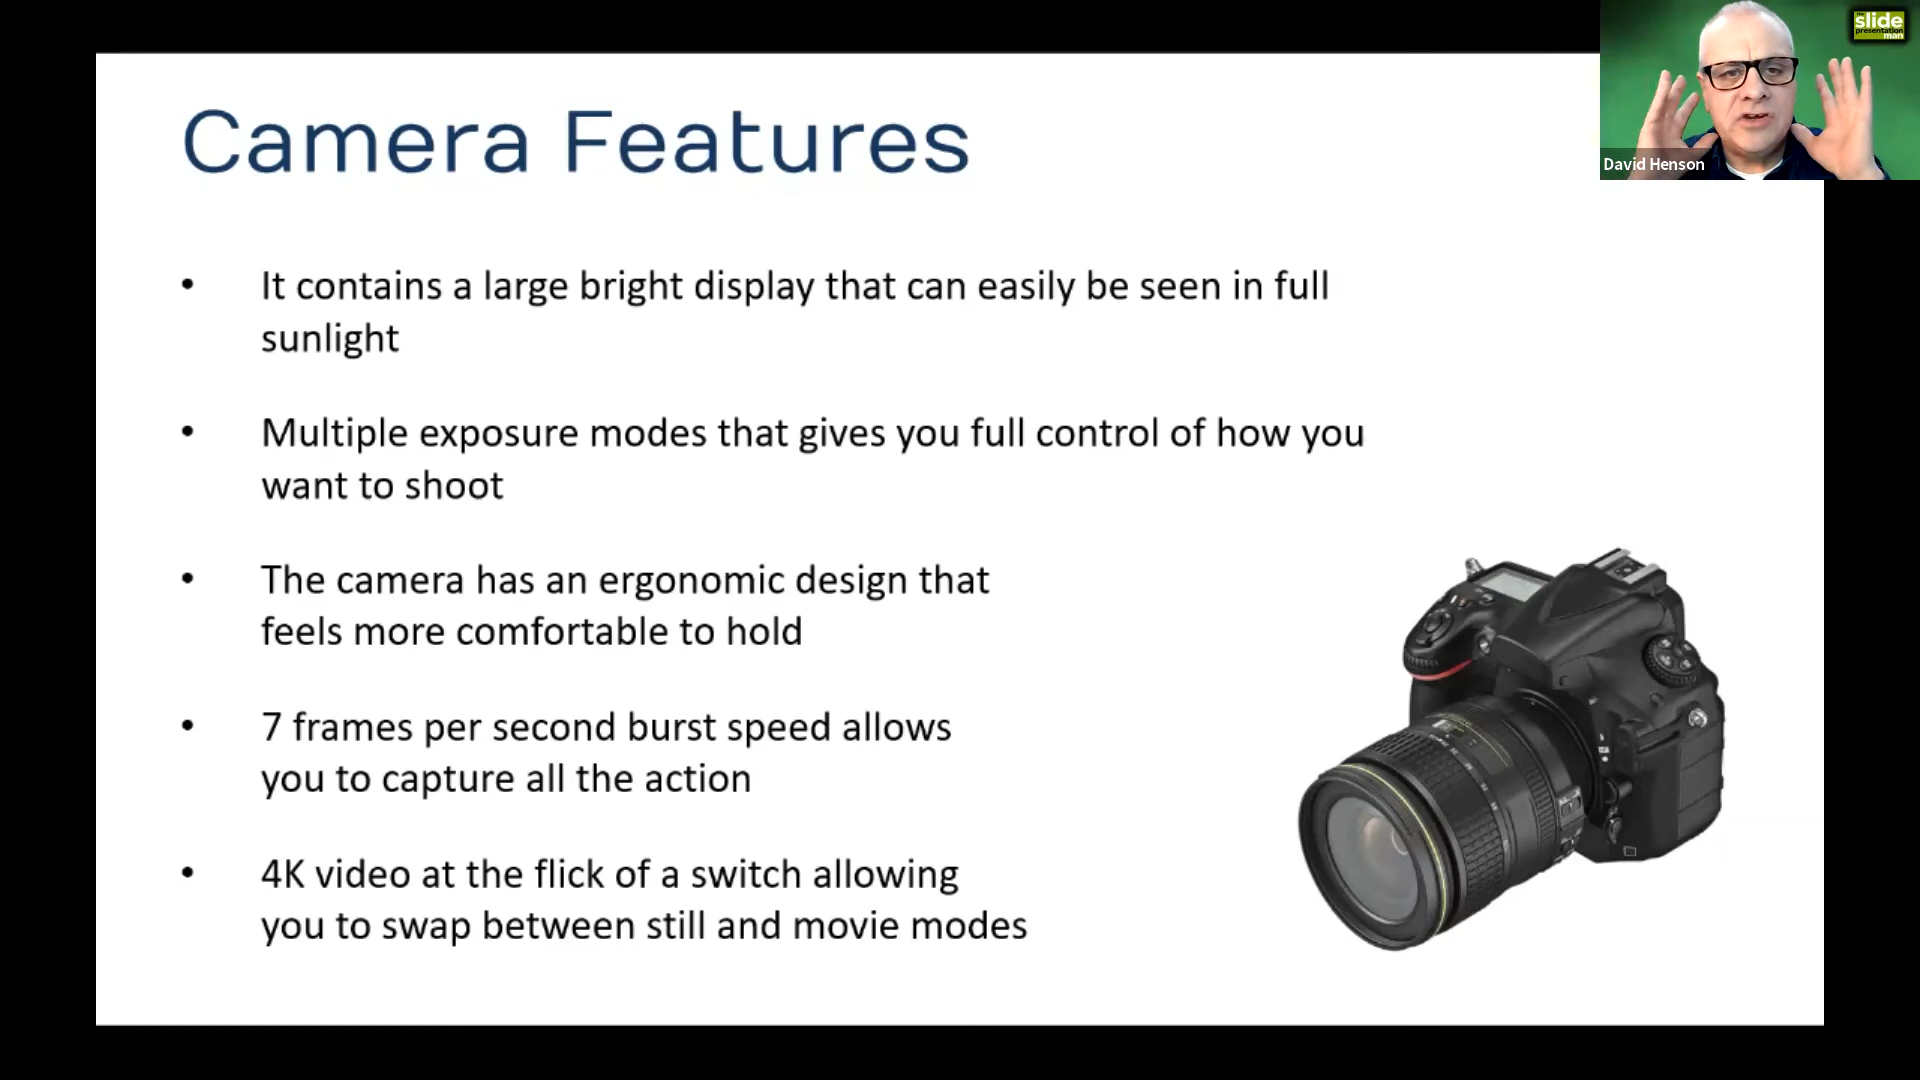 slide
presentation
man
David Henson
Camera Features
• It contains a large bright display that can easily be seen in full
sunlight
• Multiple exposure modes that gives you full control of how you
want to shoot
• The camera has an ergonomic design that
feels more comfortable to hold
• 7 frames per second burst speed allows
you to capture all the action
• 4K video at the flick of a switch allowing
you to swap between still and movie modes